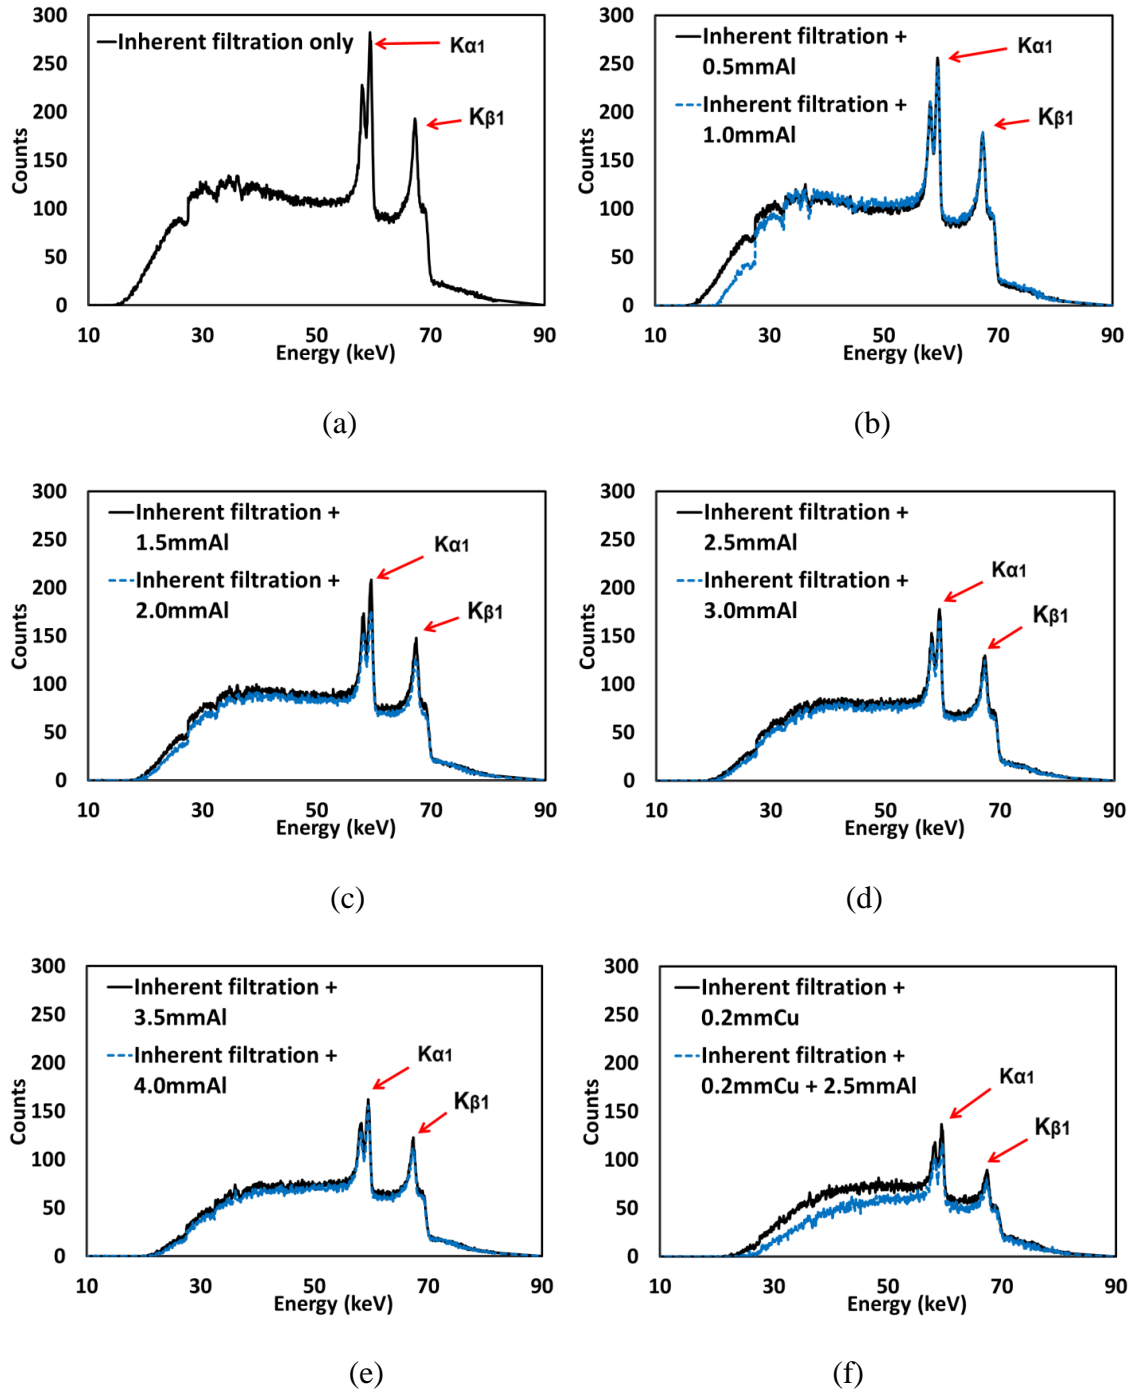 300
250
200
150
100
50
0
Counts
Inherent filtration only
Kα1
Kβ1
10 30 50 70 90
Energy (keV)
(a)
300
250
200
150
100
50
0
Counts
Inherent filtration +
0.5mmAl
Inherent filtration +
1.0mmAl
Kα1
Kβ1
10 30 50 70 90
Energy (keV)
(b)
300
250
200
150
100
50
0
Counts
Inherent filtration +
1.5mmAl
Inherent filtration +
2.0mmAl
Kα1
Kβ1
10 30 50 70 90
Energy (keV)
(c)
300
250
200
150
100
50
0
Counts
Inherent filtration +
2.5mmAl
Inherent filtration +
3.0mmAl
Kα1
Kβ1
10 30 50 70 90
Energy (keV)
(d)
300
250
200
150
100
50
0
Counts
Inherent filtration +
3.5mmAl
Inherent filtration +
4.0mmAl
Kα1
Kβ1
10 30 50 70 90
Energy (keV)
(e)
300
250
200
150
100
50
0
Counts
Inherent filtration +
0.2mmCu
Inherent filtration +
0.2mmCu + 2.5mmAl
Kα1
Kβ1
10 30 50 70 90
Energy (keV)
(f)